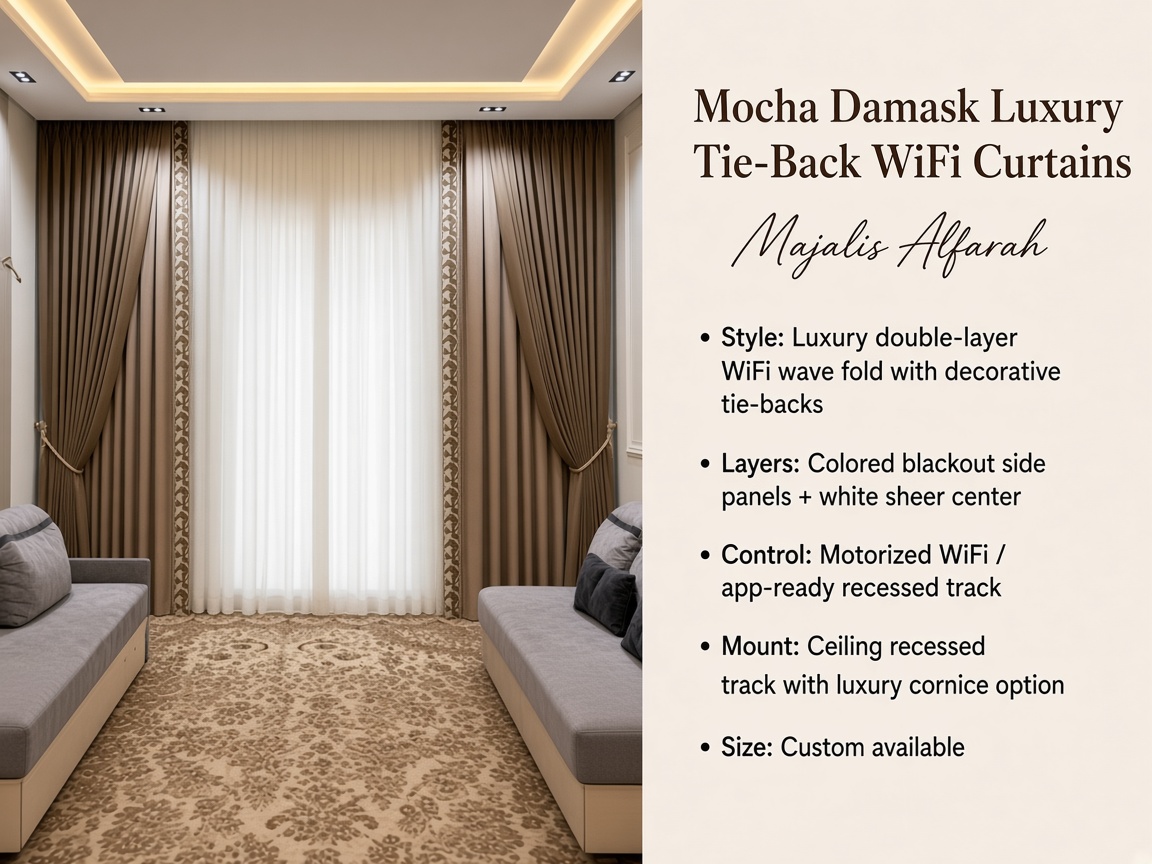 Mocha Damask Luxury
Tie-Back WiFi Curtains
Majalis Alfarah
• Style: Luxury double-layer
WiFi wave fold with decorative
tie-backs
• Layers: Colored blackout side
panels + white sheer center
• Control: Motorized WiFi /
app-ready recessed track
• Mount: Ceiling recessed
track with luxury cornice option
• Size: Custom available